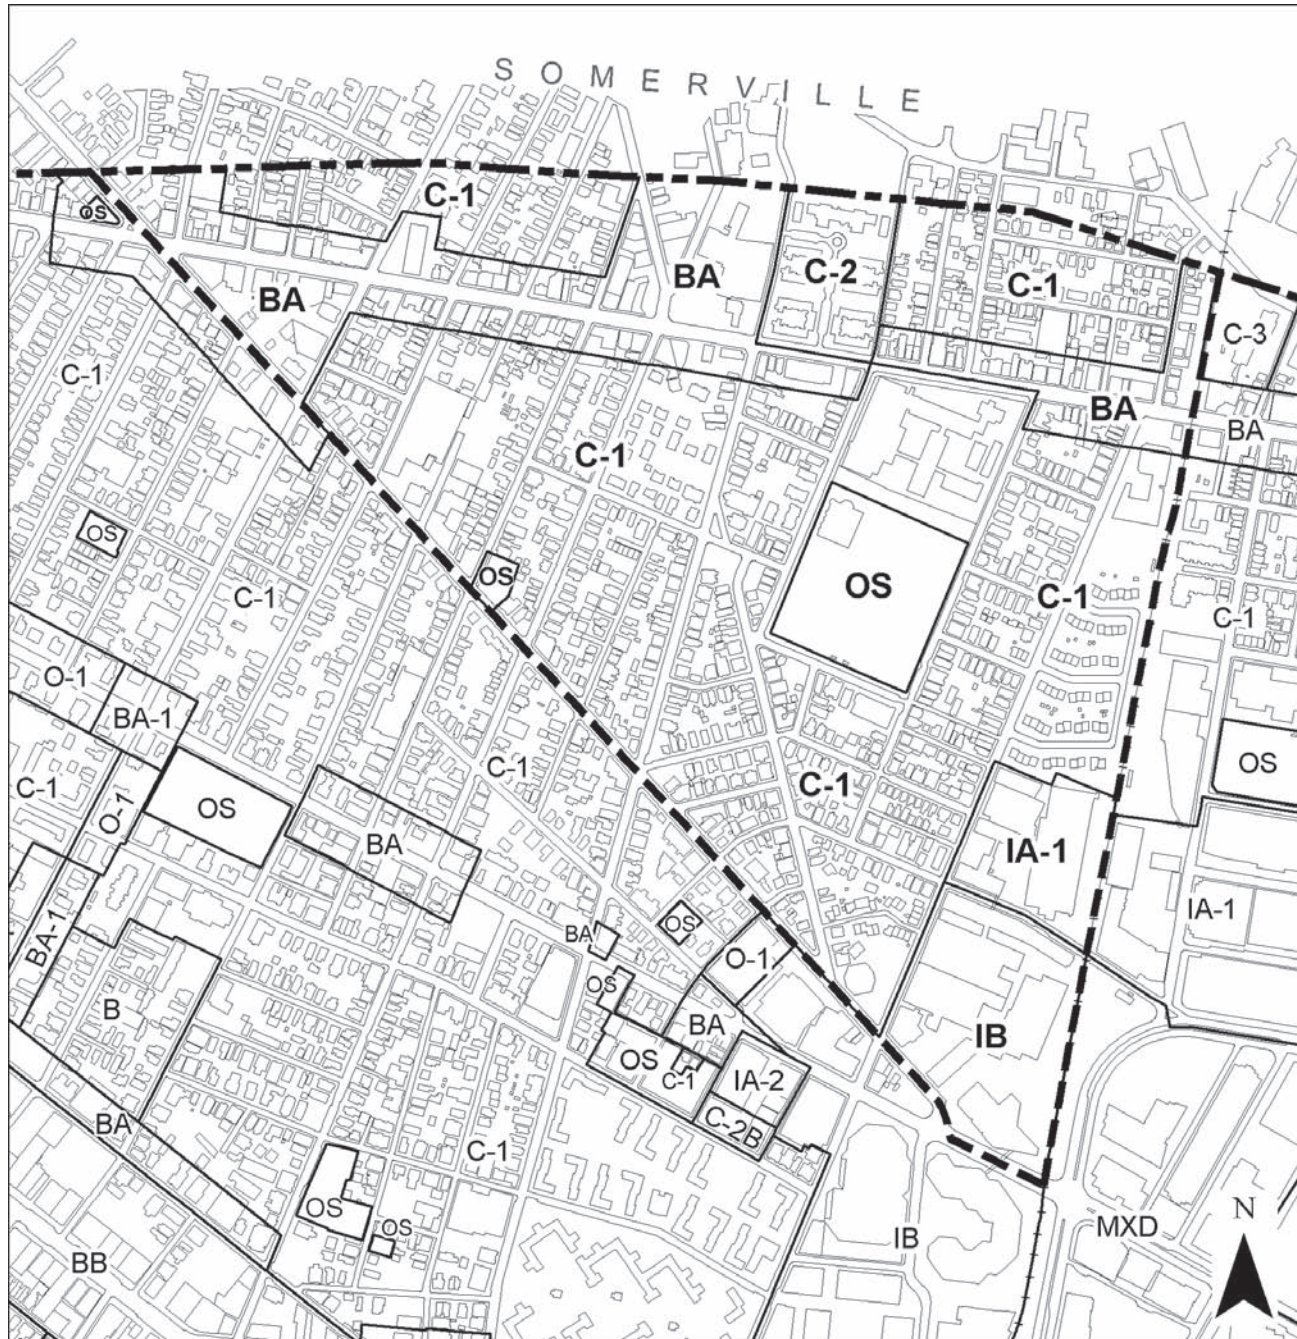 SOMERVILLE
OS
C-1
BA
BA
C-2
C-1
C-3
C-1
BA
BA
C-1
OS
OS
OS
C-1
C-1
C-1
O-1
BA-1
C-1
OS
C-1
O-1
OS
BA
C-1
IA-1
BA-1
BA
OS
O-1
IA-1
B
OS
BA
IB
OS
C-1
IA-2
C-2B
BA
C-1
OS
OS
IB
MXD
N
BB